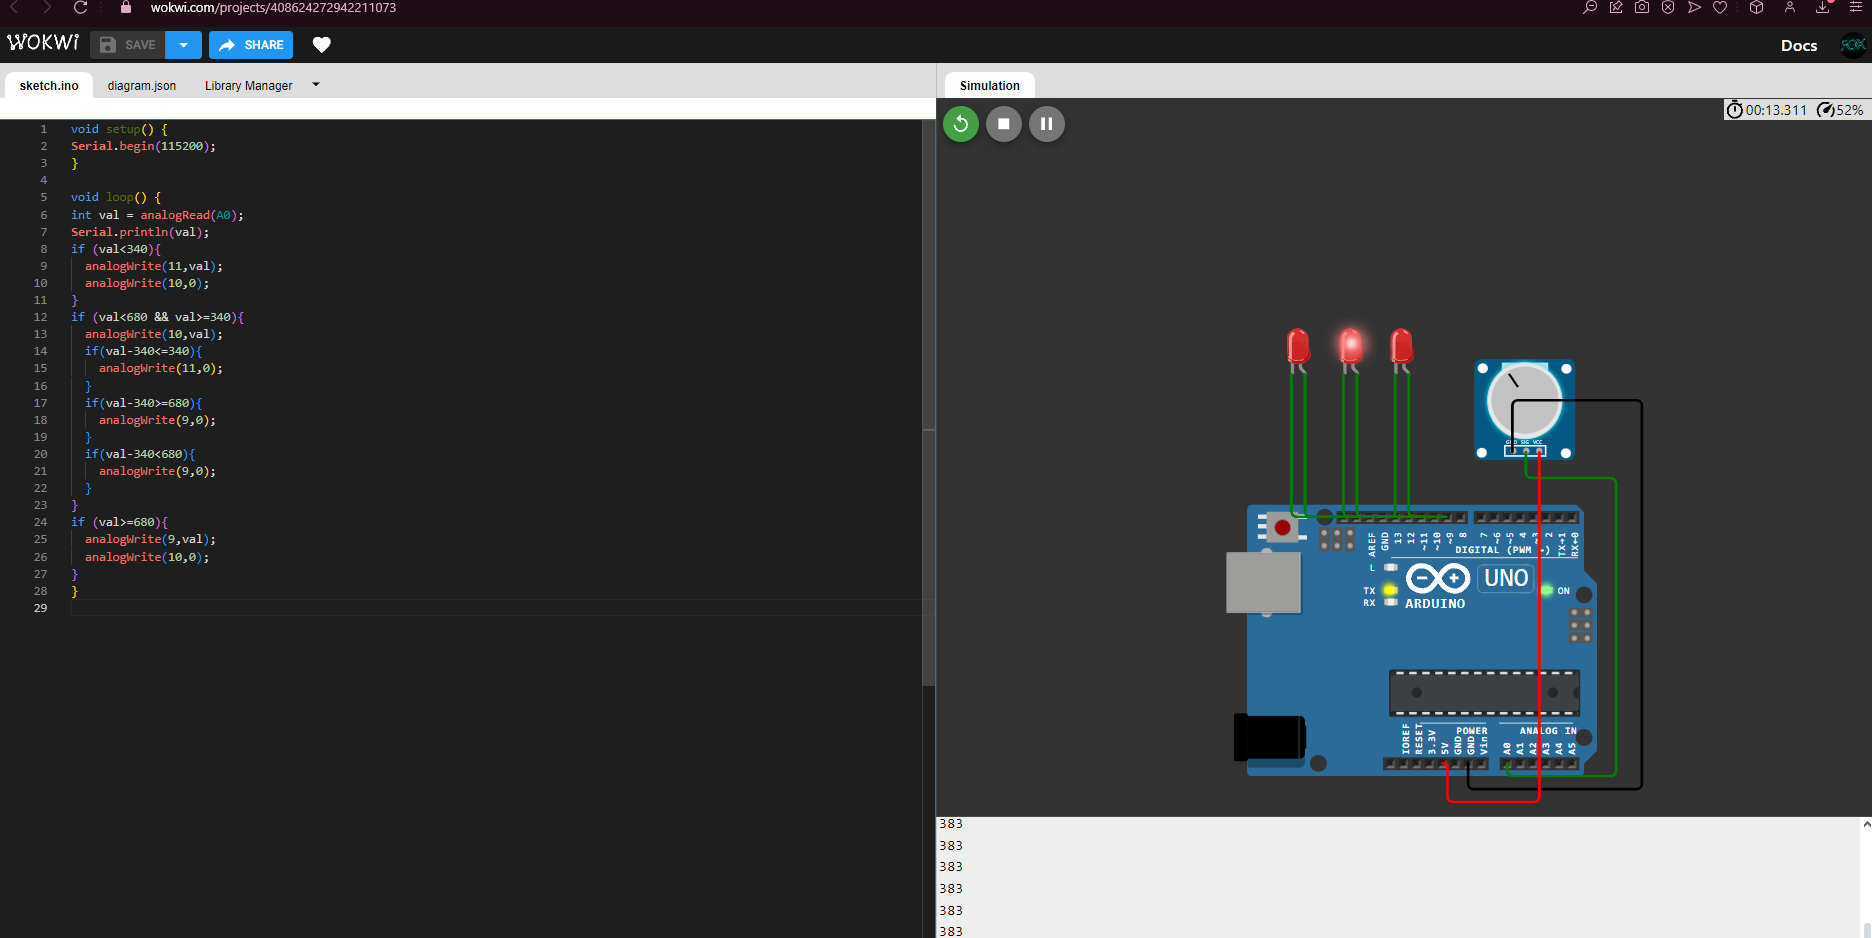 wokwi.com/projects/408624272942211073
WOKWI SAVE SHARE Docs
sketch.ino diagram.json Library Manager
Simulation
00:13.311 52%
1 void setup() {
2 Serial.begin(115200);
3 }
4
5 void loop() {
6 int val = analogRead(A0);
7 Serial.println(val);
8 if (val<340){
9 analogWrite(11,val);
10 analogWrite(10,0);
11 }
12 if (val<680 && val>=340){
13 analogWrite(10,val);
14 if(val-340<=340){
15 analogWrite(11,0);
16 }
17 if(val-340>=680){
18 analogWrite(9,0);
19 }
20 if(val-340<680){
21 analogWrite(9,0);
22 }
23 }
24 if (val>=680){
25 analogWrite(9,val);
26 analogWrite(10,0);
27 }
28 }
29
GND SIG VCC
AREF GND 13 12 ~11 ~10 ~9 8 7 ~6 ~5 4 ~3 2 TX→1 RX←0
DIGITAL (PWM ~)
L
TX
RX
UNO
ON
ARDUINO
POWER ANALOG IN
IOREF RESET 3.3V 5V GND GND Vin A0 A1 A2 A3 A4 A5
383
383
383
383
383
383